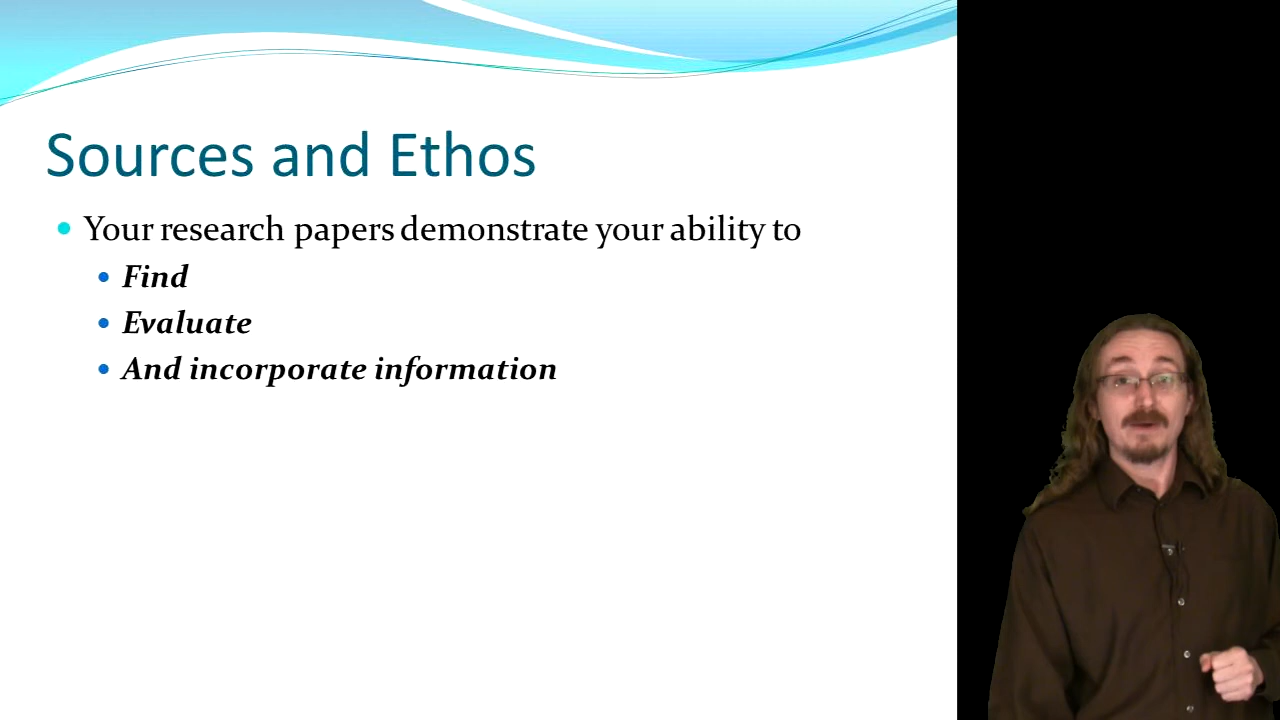 Sources and Ethos
Your research papers demonstrate your ability to
Find
Evaluate
And incorporate information